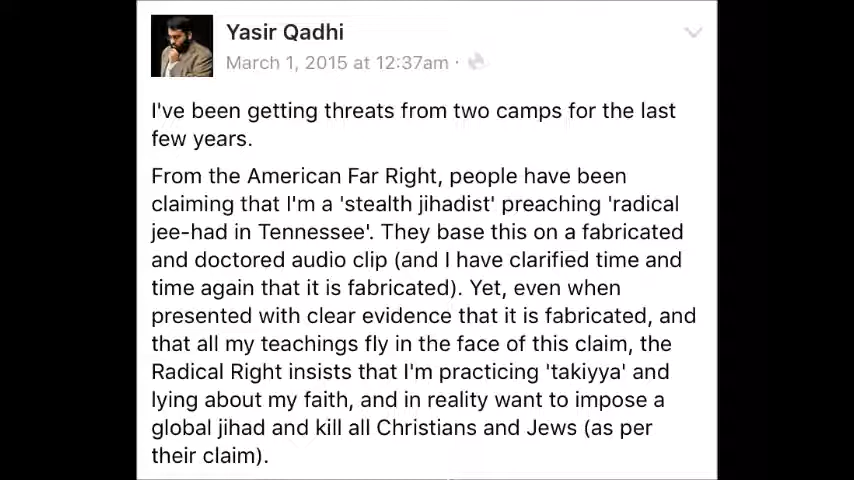 Yasir Qadhi
March 1, 2015 at 12:37am ·
I've been getting threats from two camps for the last
few years.
From the American Far Right, people have been
claiming that I'm a 'stealth jihadist' preaching 'radical
jee-had in Tennessee'. They base this on a fabricated
and doctored audio clip (and I have clarified time and
time again that it is fabricated). Yet, even when
presented with clear evidence that it is fabricated, and
that all my teachings fly in the face of this claim, the
Radical Right insists that I'm practicing 'takiyya' and
lying about my faith, and in reality want to impose a
global jihad and kill all Christians and Jews (as per
their claim).